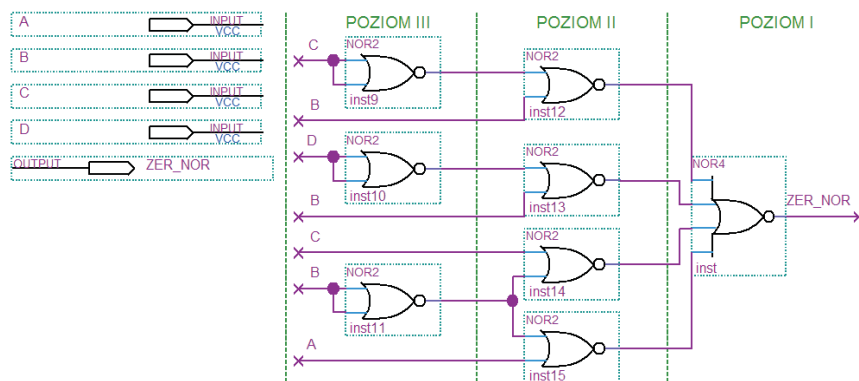 A
INPUT
VCC
B
INPUT
VCC
C
INPUT
VCC
D
INPUT
VCC
OUTPUT
ZER_NOR
POZIOM III
POZIOM II
POZIOM I
C
NOR2
inst9
B
NOR2
inst12
D
NOR2
inst10
B
NOR2
inst13
C
NOR2
inst14
B
NOR2
inst11
A
NOR2
inst15
NOR4
inst
ZER_NOR